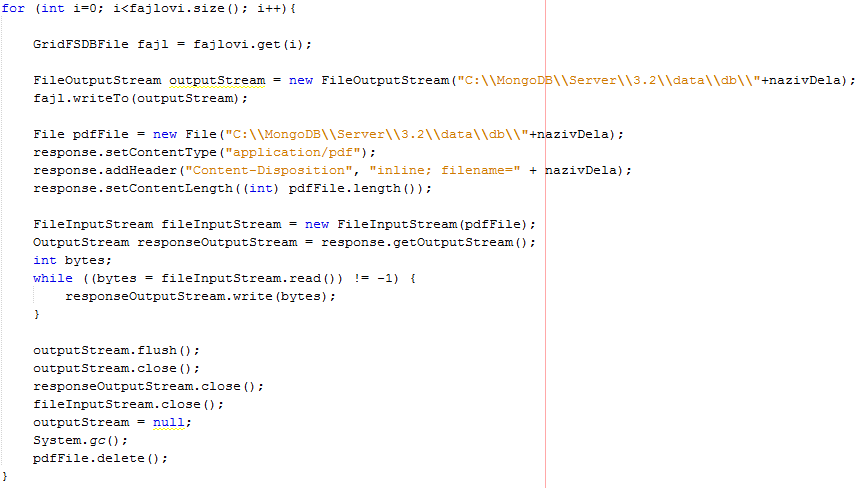 for (int i=0; i<fajlovi.size(); i++){
GridFSDBFile fajl = fajlovi.get(i);
FileOutputStream outputStream = new FileOutputStream("C:\\MongoDB\\Server\\3.2\\data\\db\\"+nazivDela);
fajl.writeTo(outputStream);
File pdfFile = new File("C:\\MongoDB\\Server\\3.2\\data\\db\\"+nazivDela);
response.setContentType("application/pdf");
response.addHeader("Content-Disposition", "inline; filename=" + nazivDela);
response.setContentLength((int) pdfFile.length());
FileInputStream fileInputStream = new FileInputStream(pdfFile);
OutputStream responseOutputStream = response.getOutputStream();
int bytes;
while ((bytes = fileInputStream.read()) != -1) {
responseOutputStream.write(bytes);
}
outputStream.flush();
outputStream.close();
responseOutputStream.close();
fileInputStream.close();
outputStream = null;
System.gc();
pdfFile.delete();
}